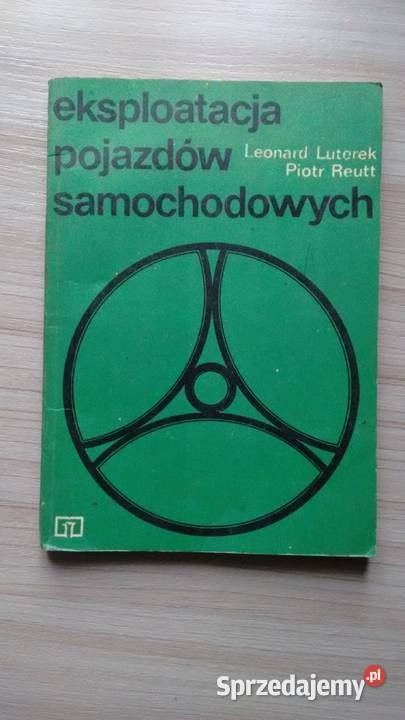 eksploatacja
pojazdów
Leonard Luterek
Piotr Reutt
samochodowych
Sprzedajemy.pl